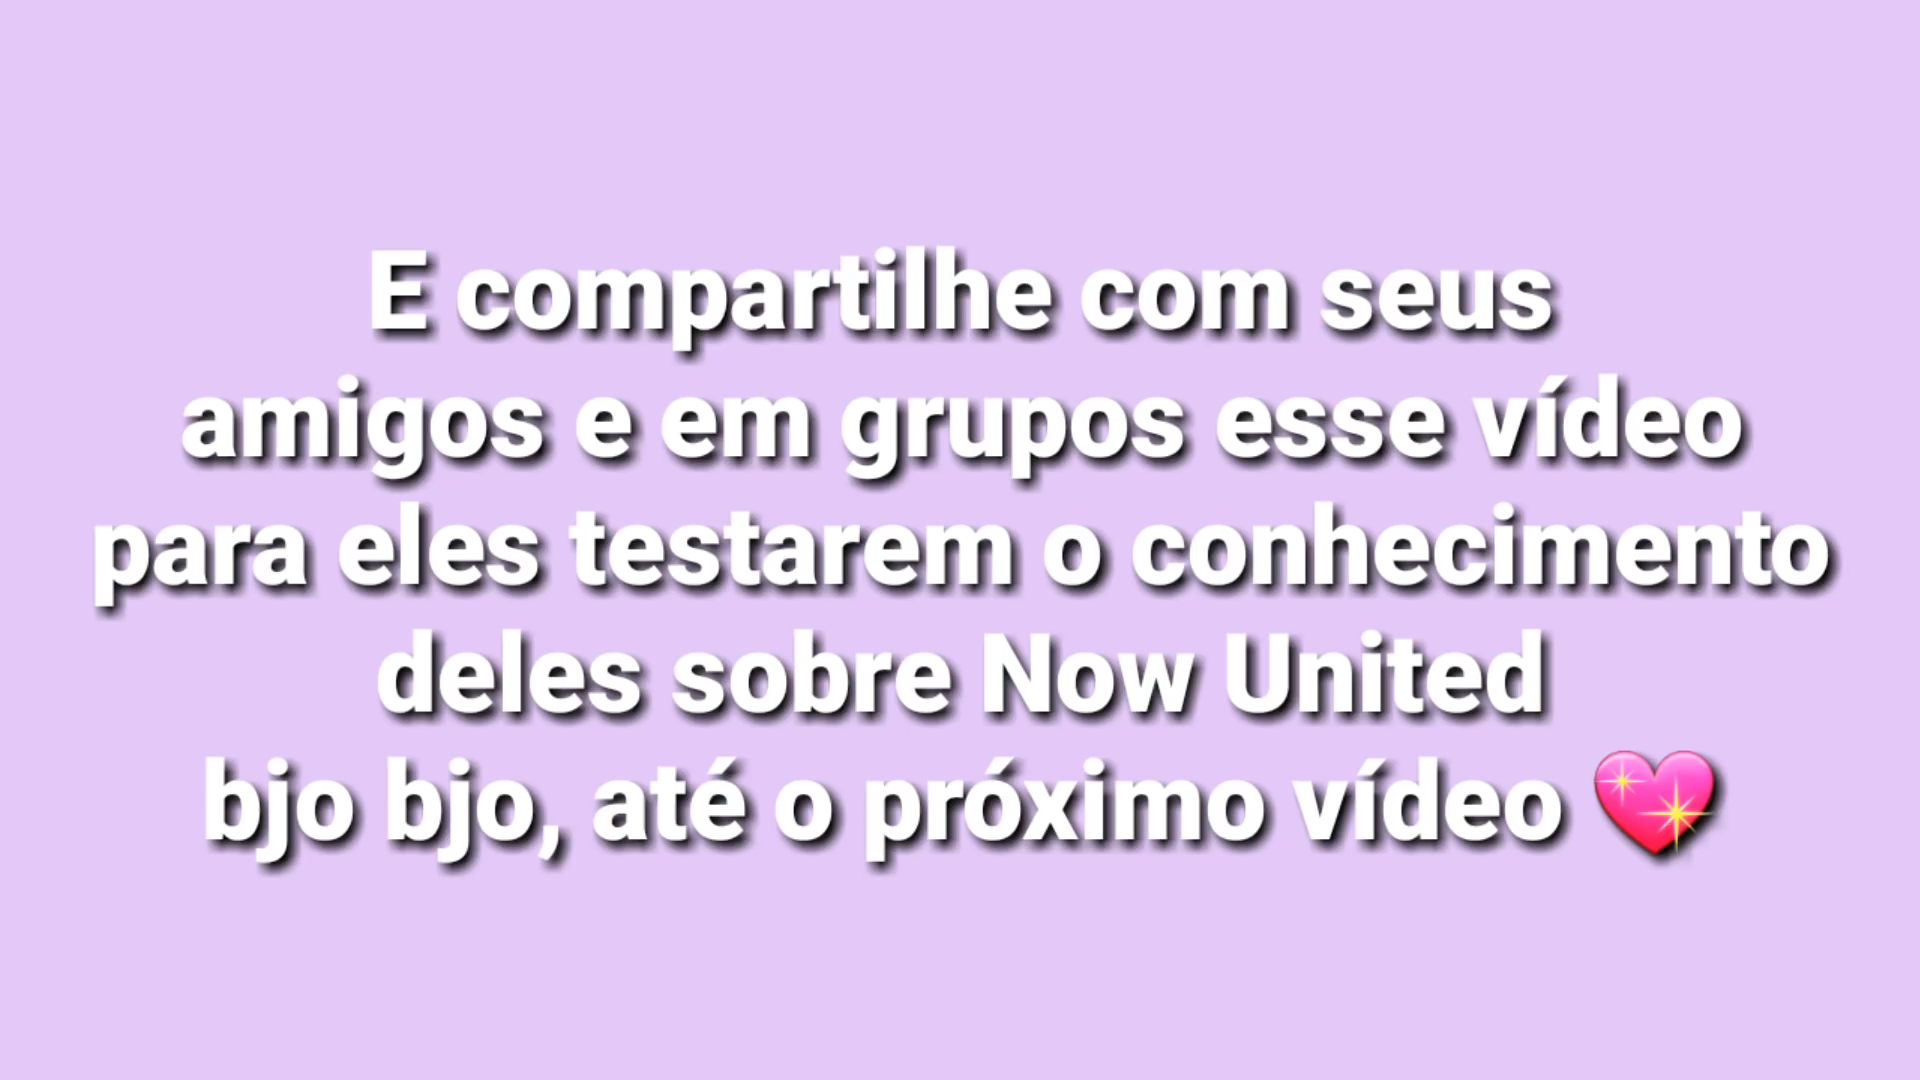 E compartilhe com seus
amigos e em grupos esse vídeo
para eles testarem o conhecimento
deles sobre Now United
bjo bjo, até o próximo vídeo 💖